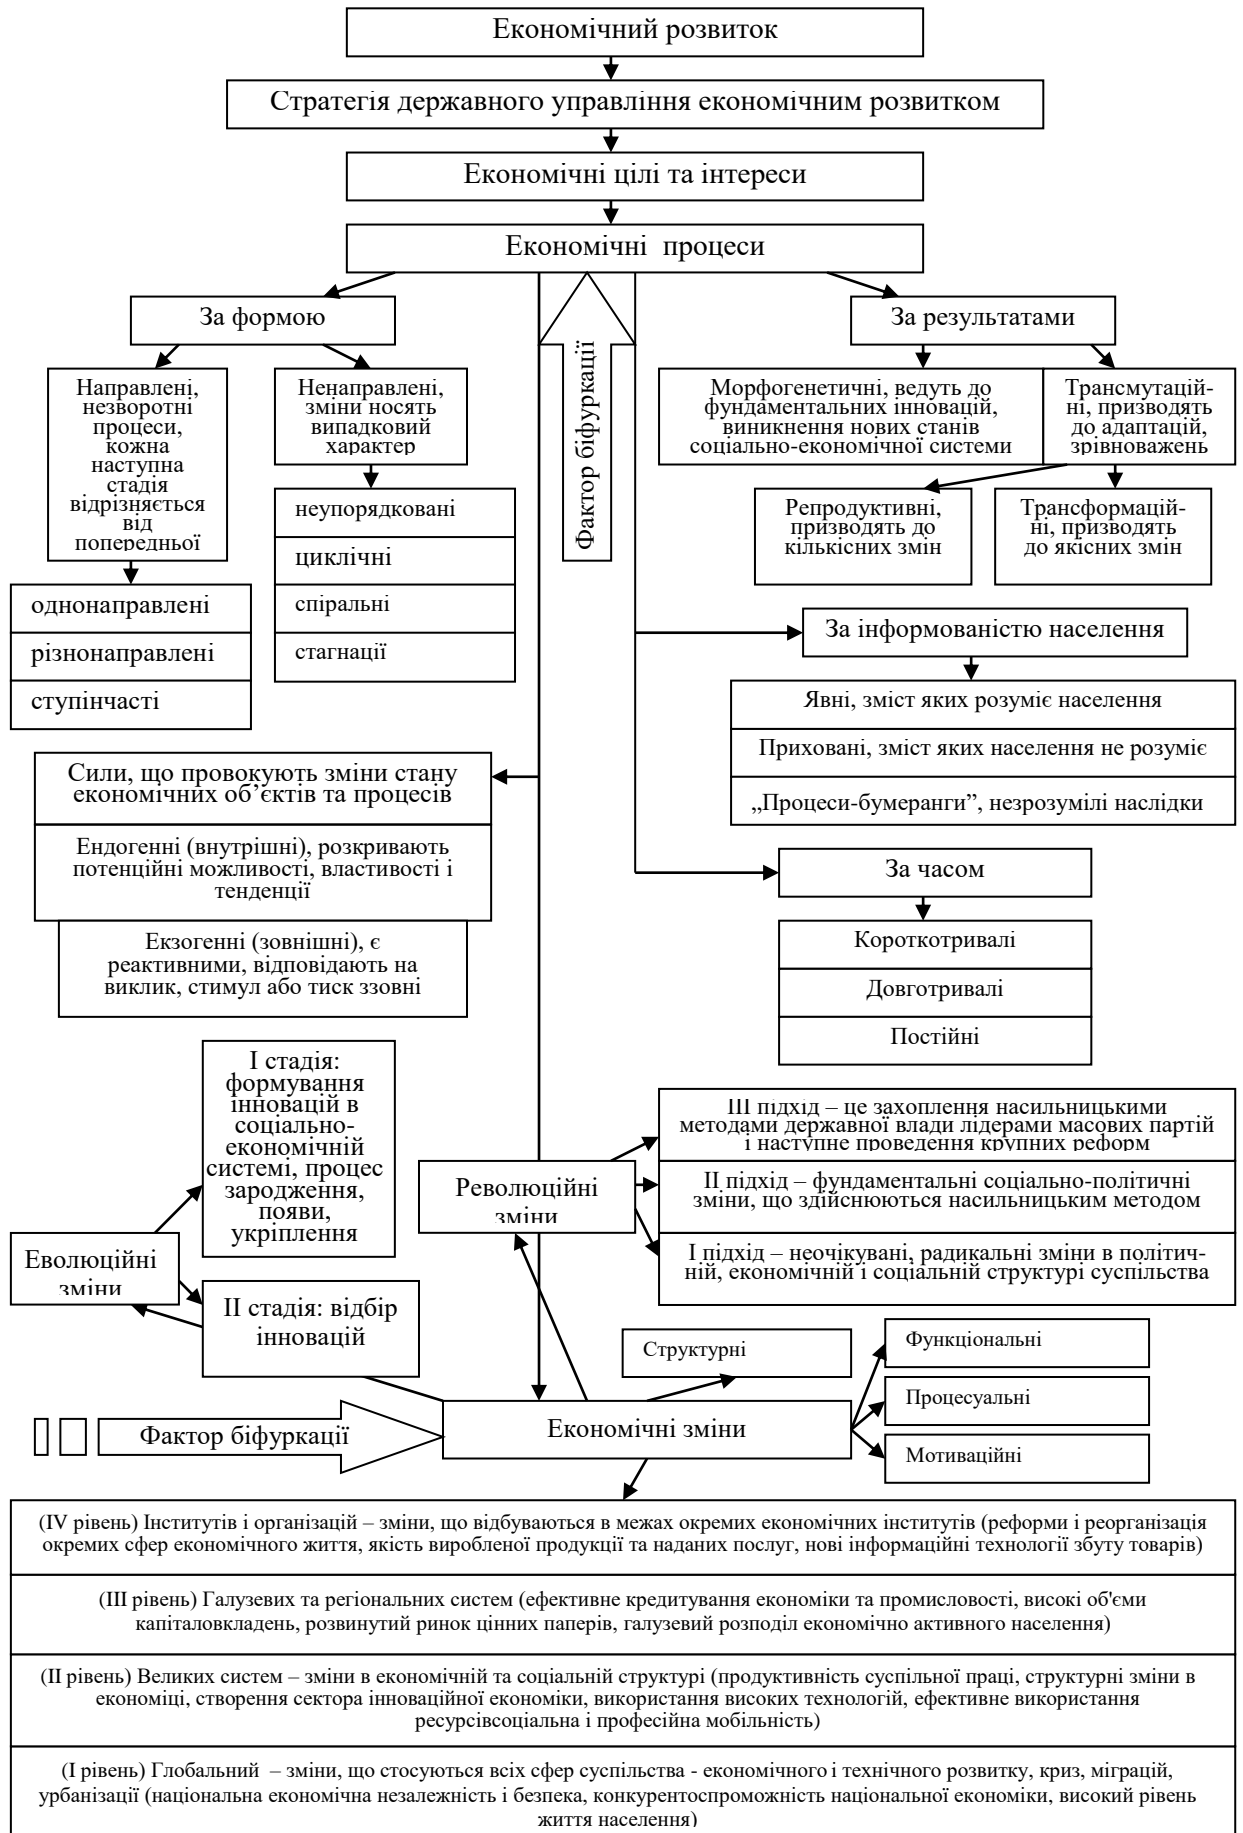 Економічний розвиток
Стратегія державного управління економічним розвитком
Економічні цілі та інтереси
Економічні процеси
За формою
За результатами
Фактор біфуркації
Направлені,
незворотні
процеси,
кожна
наступна
стадія
відрізняється
від
попередньої
Ненаправлені,
зміни носять
випадковий
характер
Морфогенетичні, ведуть до
фундаментальних інновацій,
виникнення нових станів
соціально-економічної системи
Трансмутацій-
ні, призводять
до адаптацій,
зрівноважень
Репродуктивні,
призводять до
кількісних змін
Трансформацій-
ні, призводять
до якісних змін
неупорядковані
циклічні
спіральні
стагнації
однонаправлені
різнонаправлені
ступінчасті
За інформованістю населення
Явні, зміст яких розуміє населення
Приховані, зміст яких населення не розуміє
„Процеси-бумеранги”, незрозумілі наслідки
Сили, що провокують зміни стану
економічних об’єктів та процесів
Ендогенні (внутрішні), розкривають
потенційні можливості, властивості і
тенденції
Екзогенні (зовнішні), є
реактивними, відповідають на
виклик, стимул або тиск ззовні
За часом
Короткотривалі
Довготривалі
Постійні
І стадія:
формування
інновацій в
соціально-
економічній
системі, процес
зародження,
появи,
укріплення
Революційні
зміни
ІІІ підхід – це захоплення насильницькими
методами державної влади лідерами масових партій
і наступне проведення крупних реформ
ІІ підхід – фундаментальні соціально-політичні
зміни, що здійснюються насильницьким методом
І підхід – неочікувані, радикальні зміни в політич-
ній, економічній і соціальній структурі суспільства
Еволюційні
зміни
ІІ стадія: відбір
інновацій
Структурні
Функціональні
Процесуальні
Мотиваційні
Фактор біфуркації
Економічні зміни
(IV рівень) Інститутів і організацій – зміни, що відбуваються в межах окремих економічних інститутів (реформи і реорганізація
окремих сфер економічного життя, якість виробленої продукції та наданих послуг, нові інформаційні технології збуту товарів)
(ІІІ рівень) Галузевих та регіональних систем (ефективне кредитування економіки та промисловості, високі об'єми
капіталовкладень, розвинутий ринок цінних паперів, галузевий розподіл економічно активного населення)
(ІІ рівень) Великих систем – зміни в економічній та соціальній структурі (продуктивність суспільної праці, структурні зміни в
економіці, створення сектора інноваційної економіки, використання високих технологій, ефективне використання
ресурсівсоціальна і професійна мобільність)
(І рівень) Глобальний – зміни, що стосуються всіх сфер суспільства - економічного і технічного розвитку, криз, міграцій,
урбанізації (національна економічна незалежність і безпека, конкурентоспроможність національної економіки, високий рівень
життя населення)